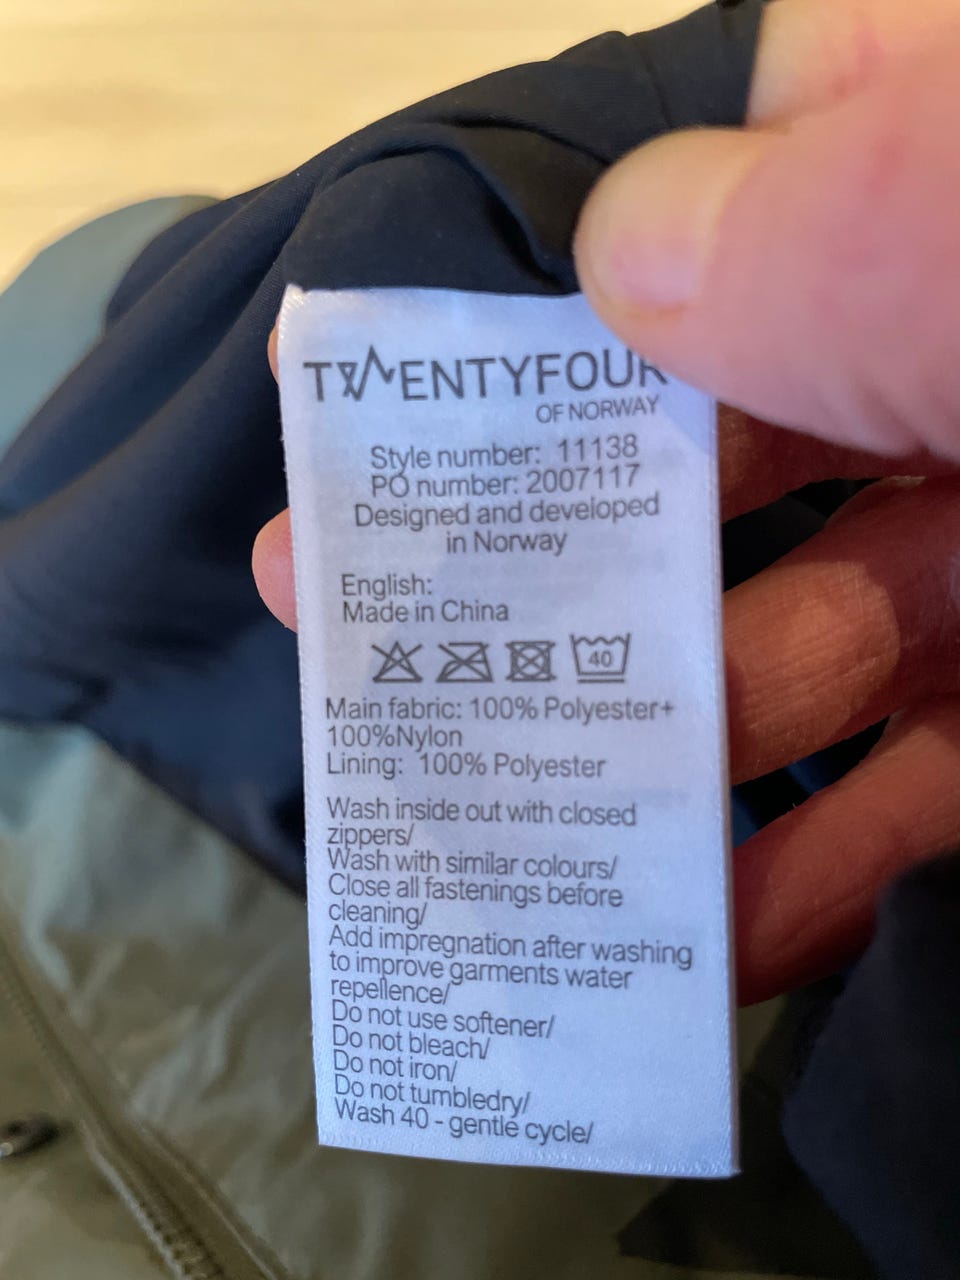 TWENTYFOUR
OF NORWAY
Style number: 11138
PO number: 2007117
Designed and developed
in Norway
English:
Made in China
40
Main fabric: 100% Polyester+
100%Nylon
Lining: 100% Polyester
Wash inside out with closed
zippers/
Wash with similar colours/
Close all fastenings before
cleaning/
Add impregnation after washing
to improve garments water
repellence/
Do not use softener/
Do not bleach/
Do not iron/
Do not tumbledry/
Wash 40 - gentle cycle/